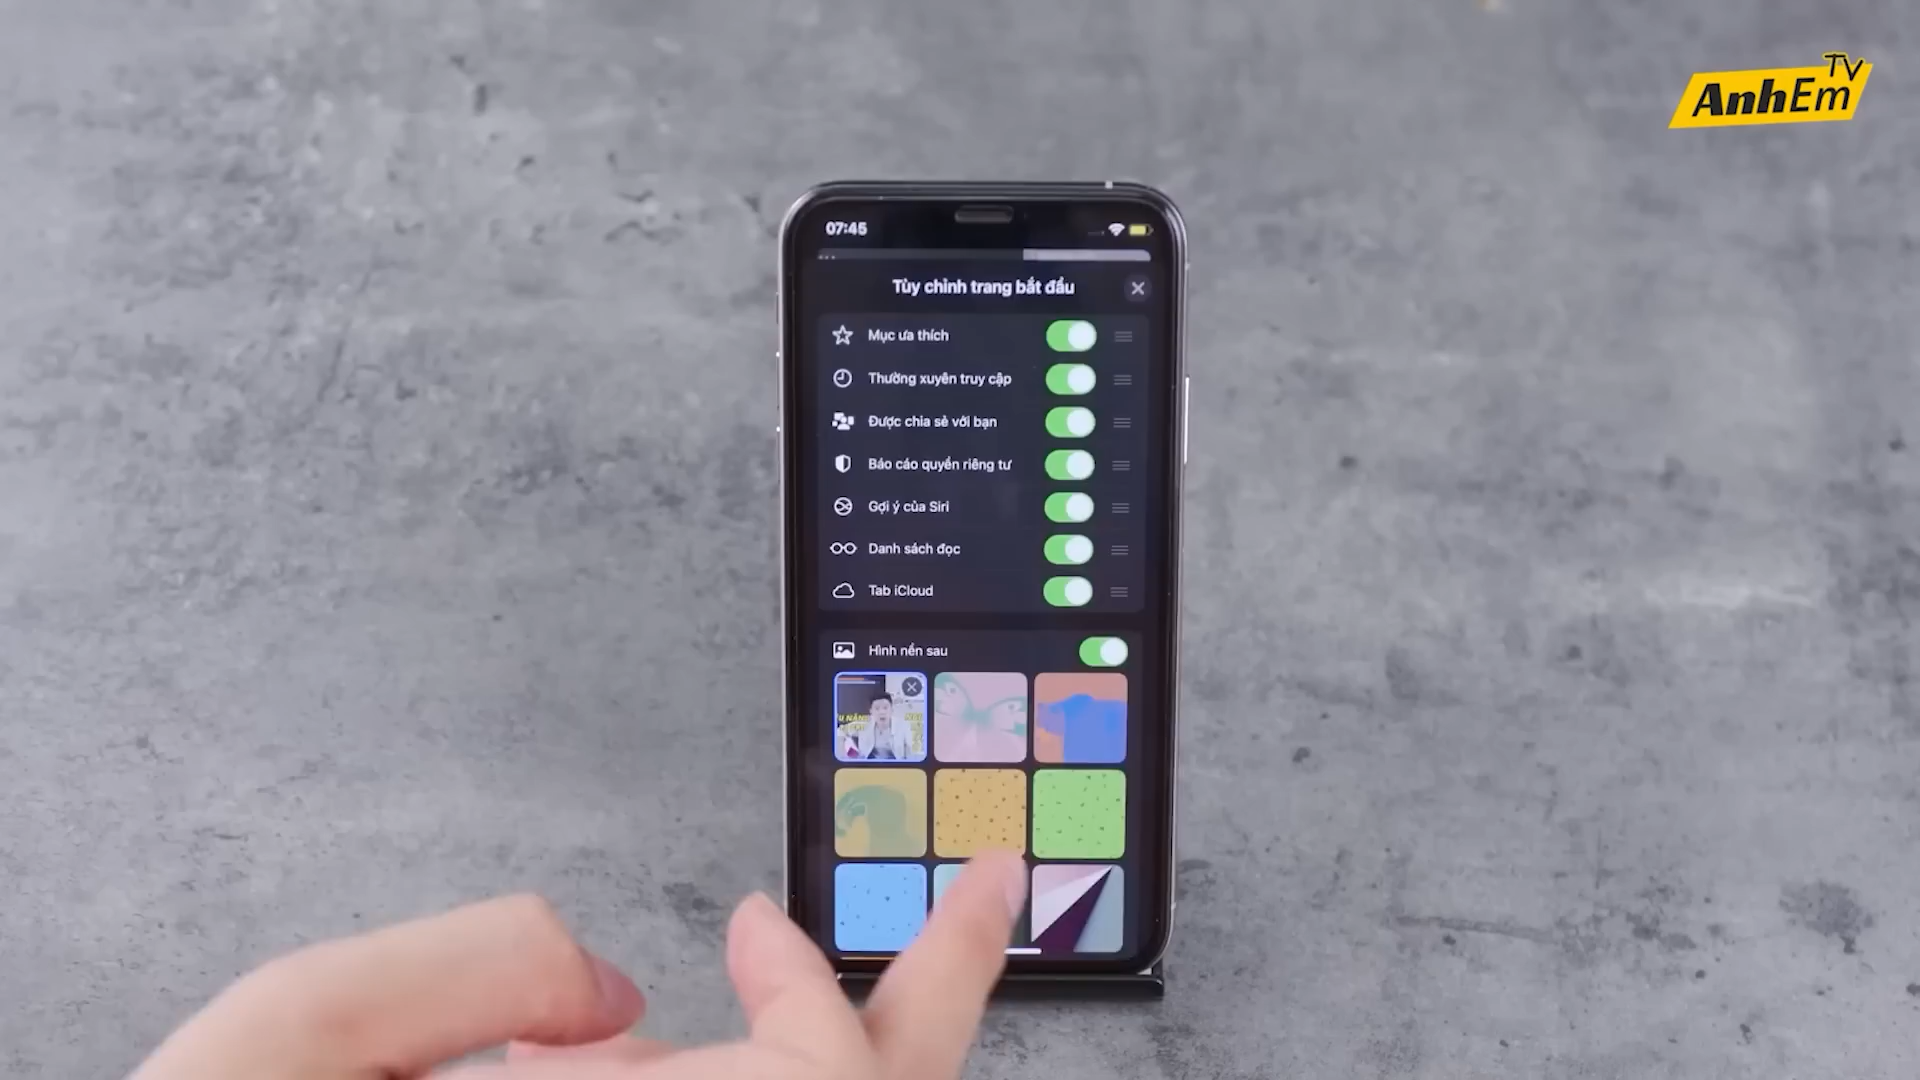 AnhEm TV
07:45
Tùy chỉnh trang bắt đầu
Mục ưa thích
Thường xuyên truy cập
Được chia sẻ với bạn
Báo cáo quyền riêng tư
Gợi ý của Siri
Danh sách đọc
Tab iCloud
Hình nền sau